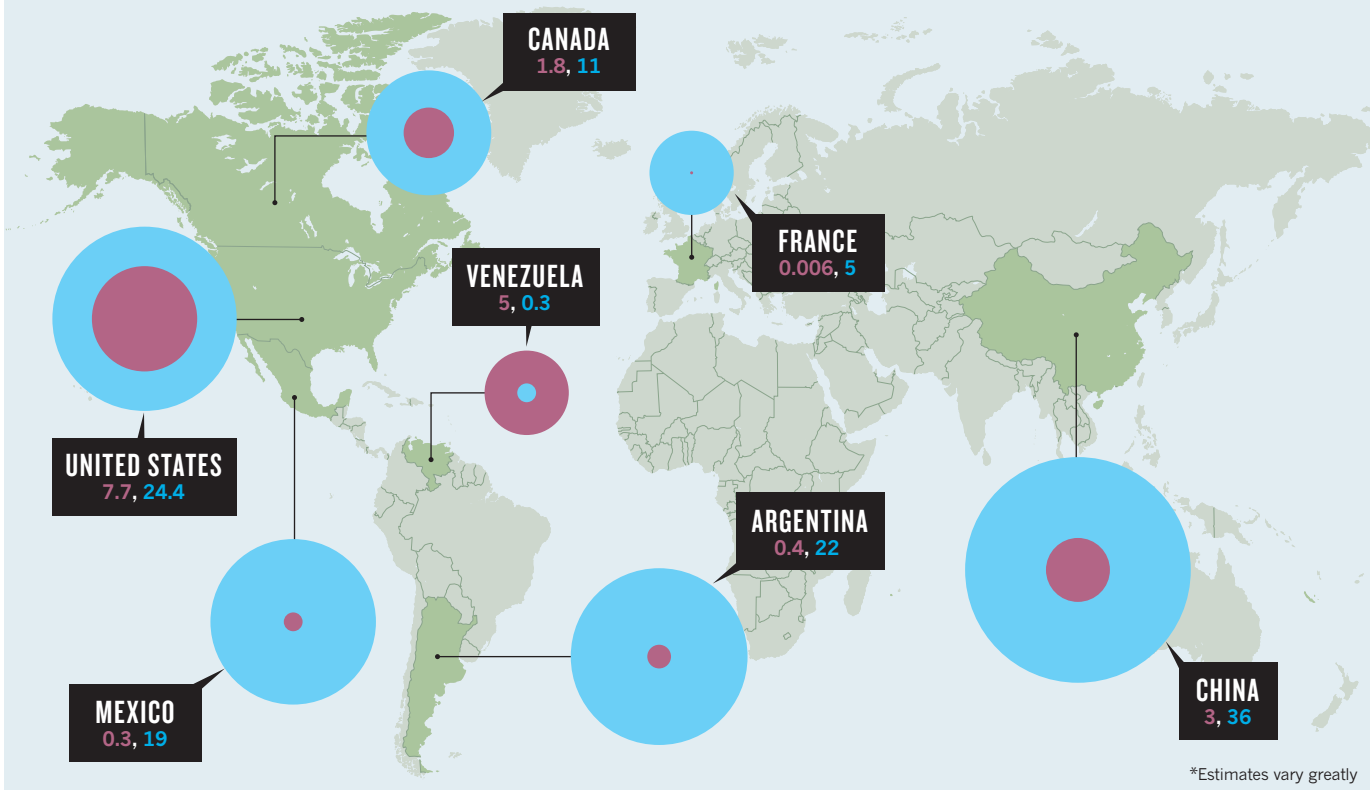 CANADA
1.8, 11
FRANCE
0.006, 5
VENEZUELA
5, 0.3
UNITED STATES
7.7, 24.4
ARGENTINA
0.4, 22
MEXICO
0.3, 19
CHINA
3, 36
*Estimates vary greatly